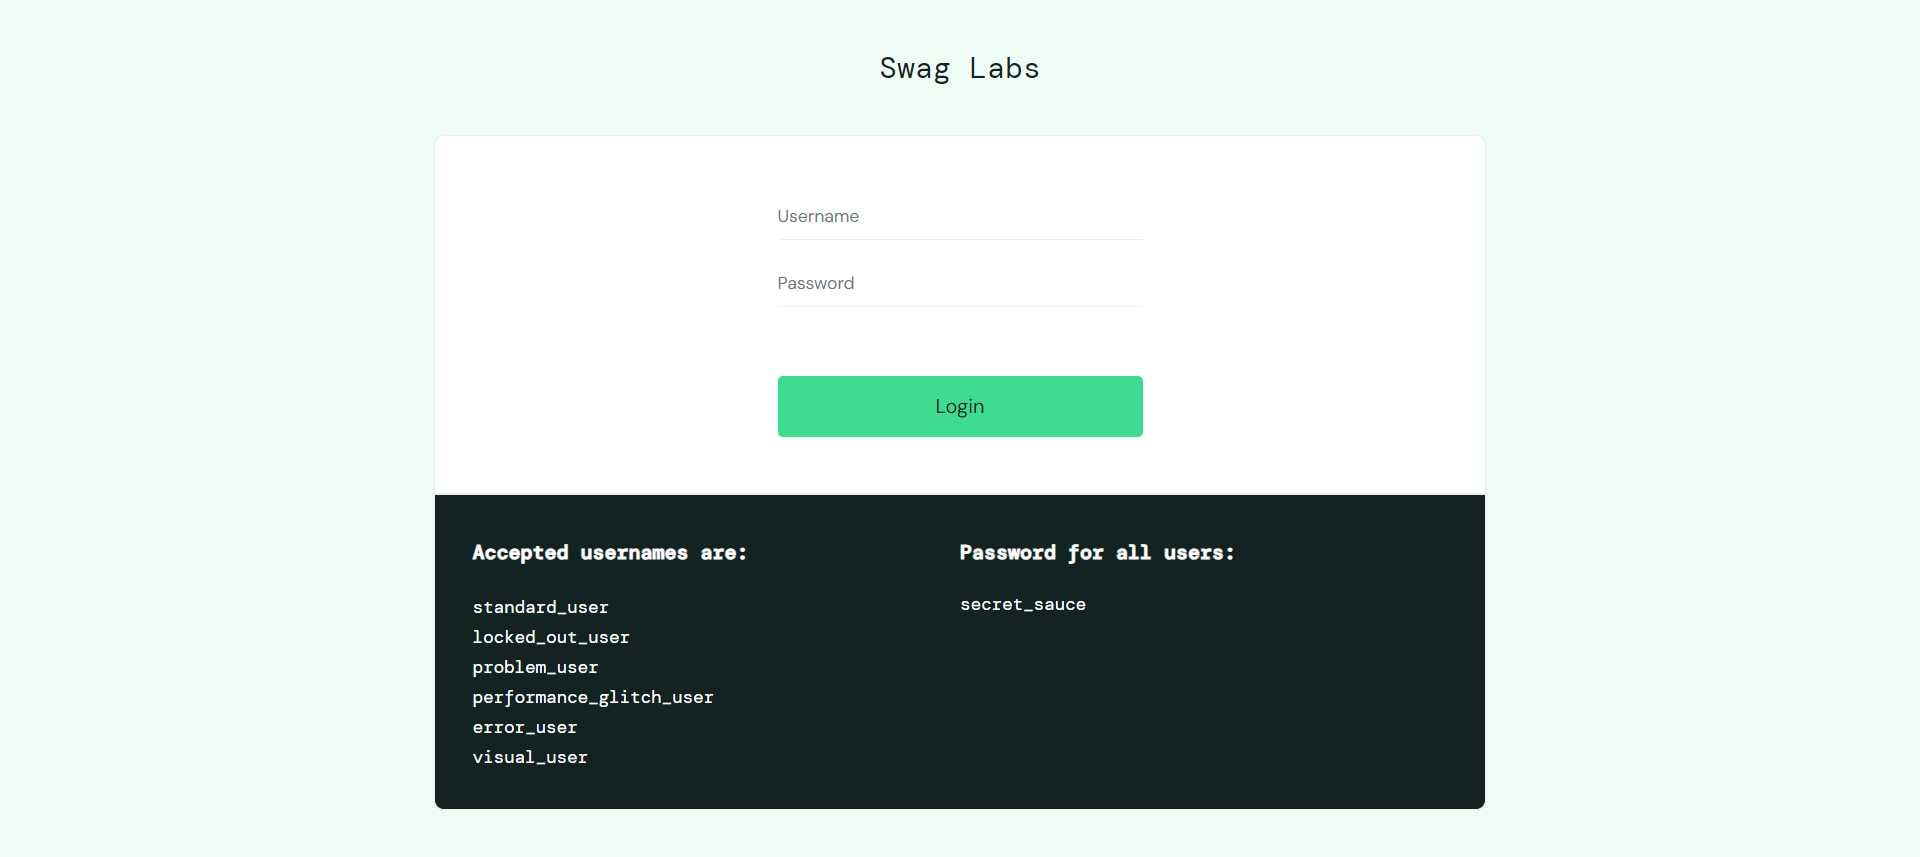 Swag Labs
Username
Password
Login
Accepted usernames are:
standard_user
locked_out_user
problem_user
performance_glitch_user
error_user
visual_user
Password for all users:
secret_sauce